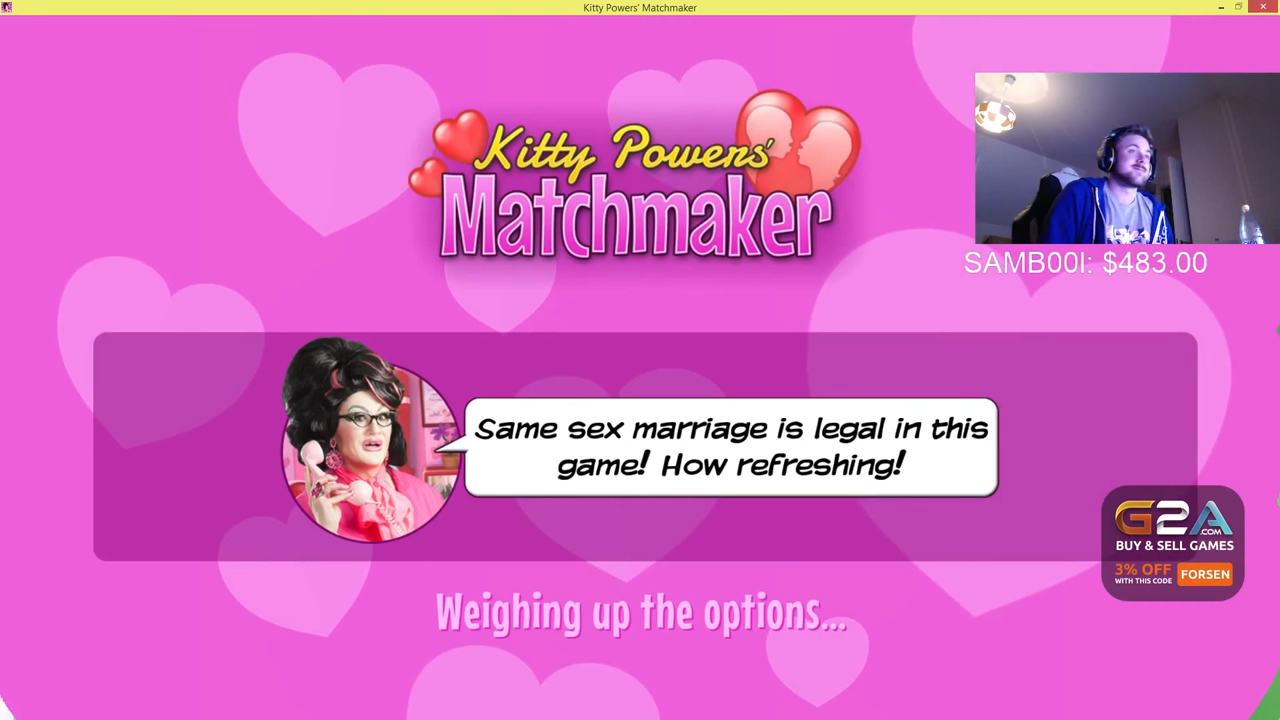 Kitty Powers' Matchmaker
Kitty Powers'
Matchmaker
SAMB00l: $483.00
Same sex marriage is legal in this
game! How refreshing!
G2A
.COM
BUY & SELL GAMES
3% OFF
WITH THIS CODE
FORSEN
Weighing up the options...